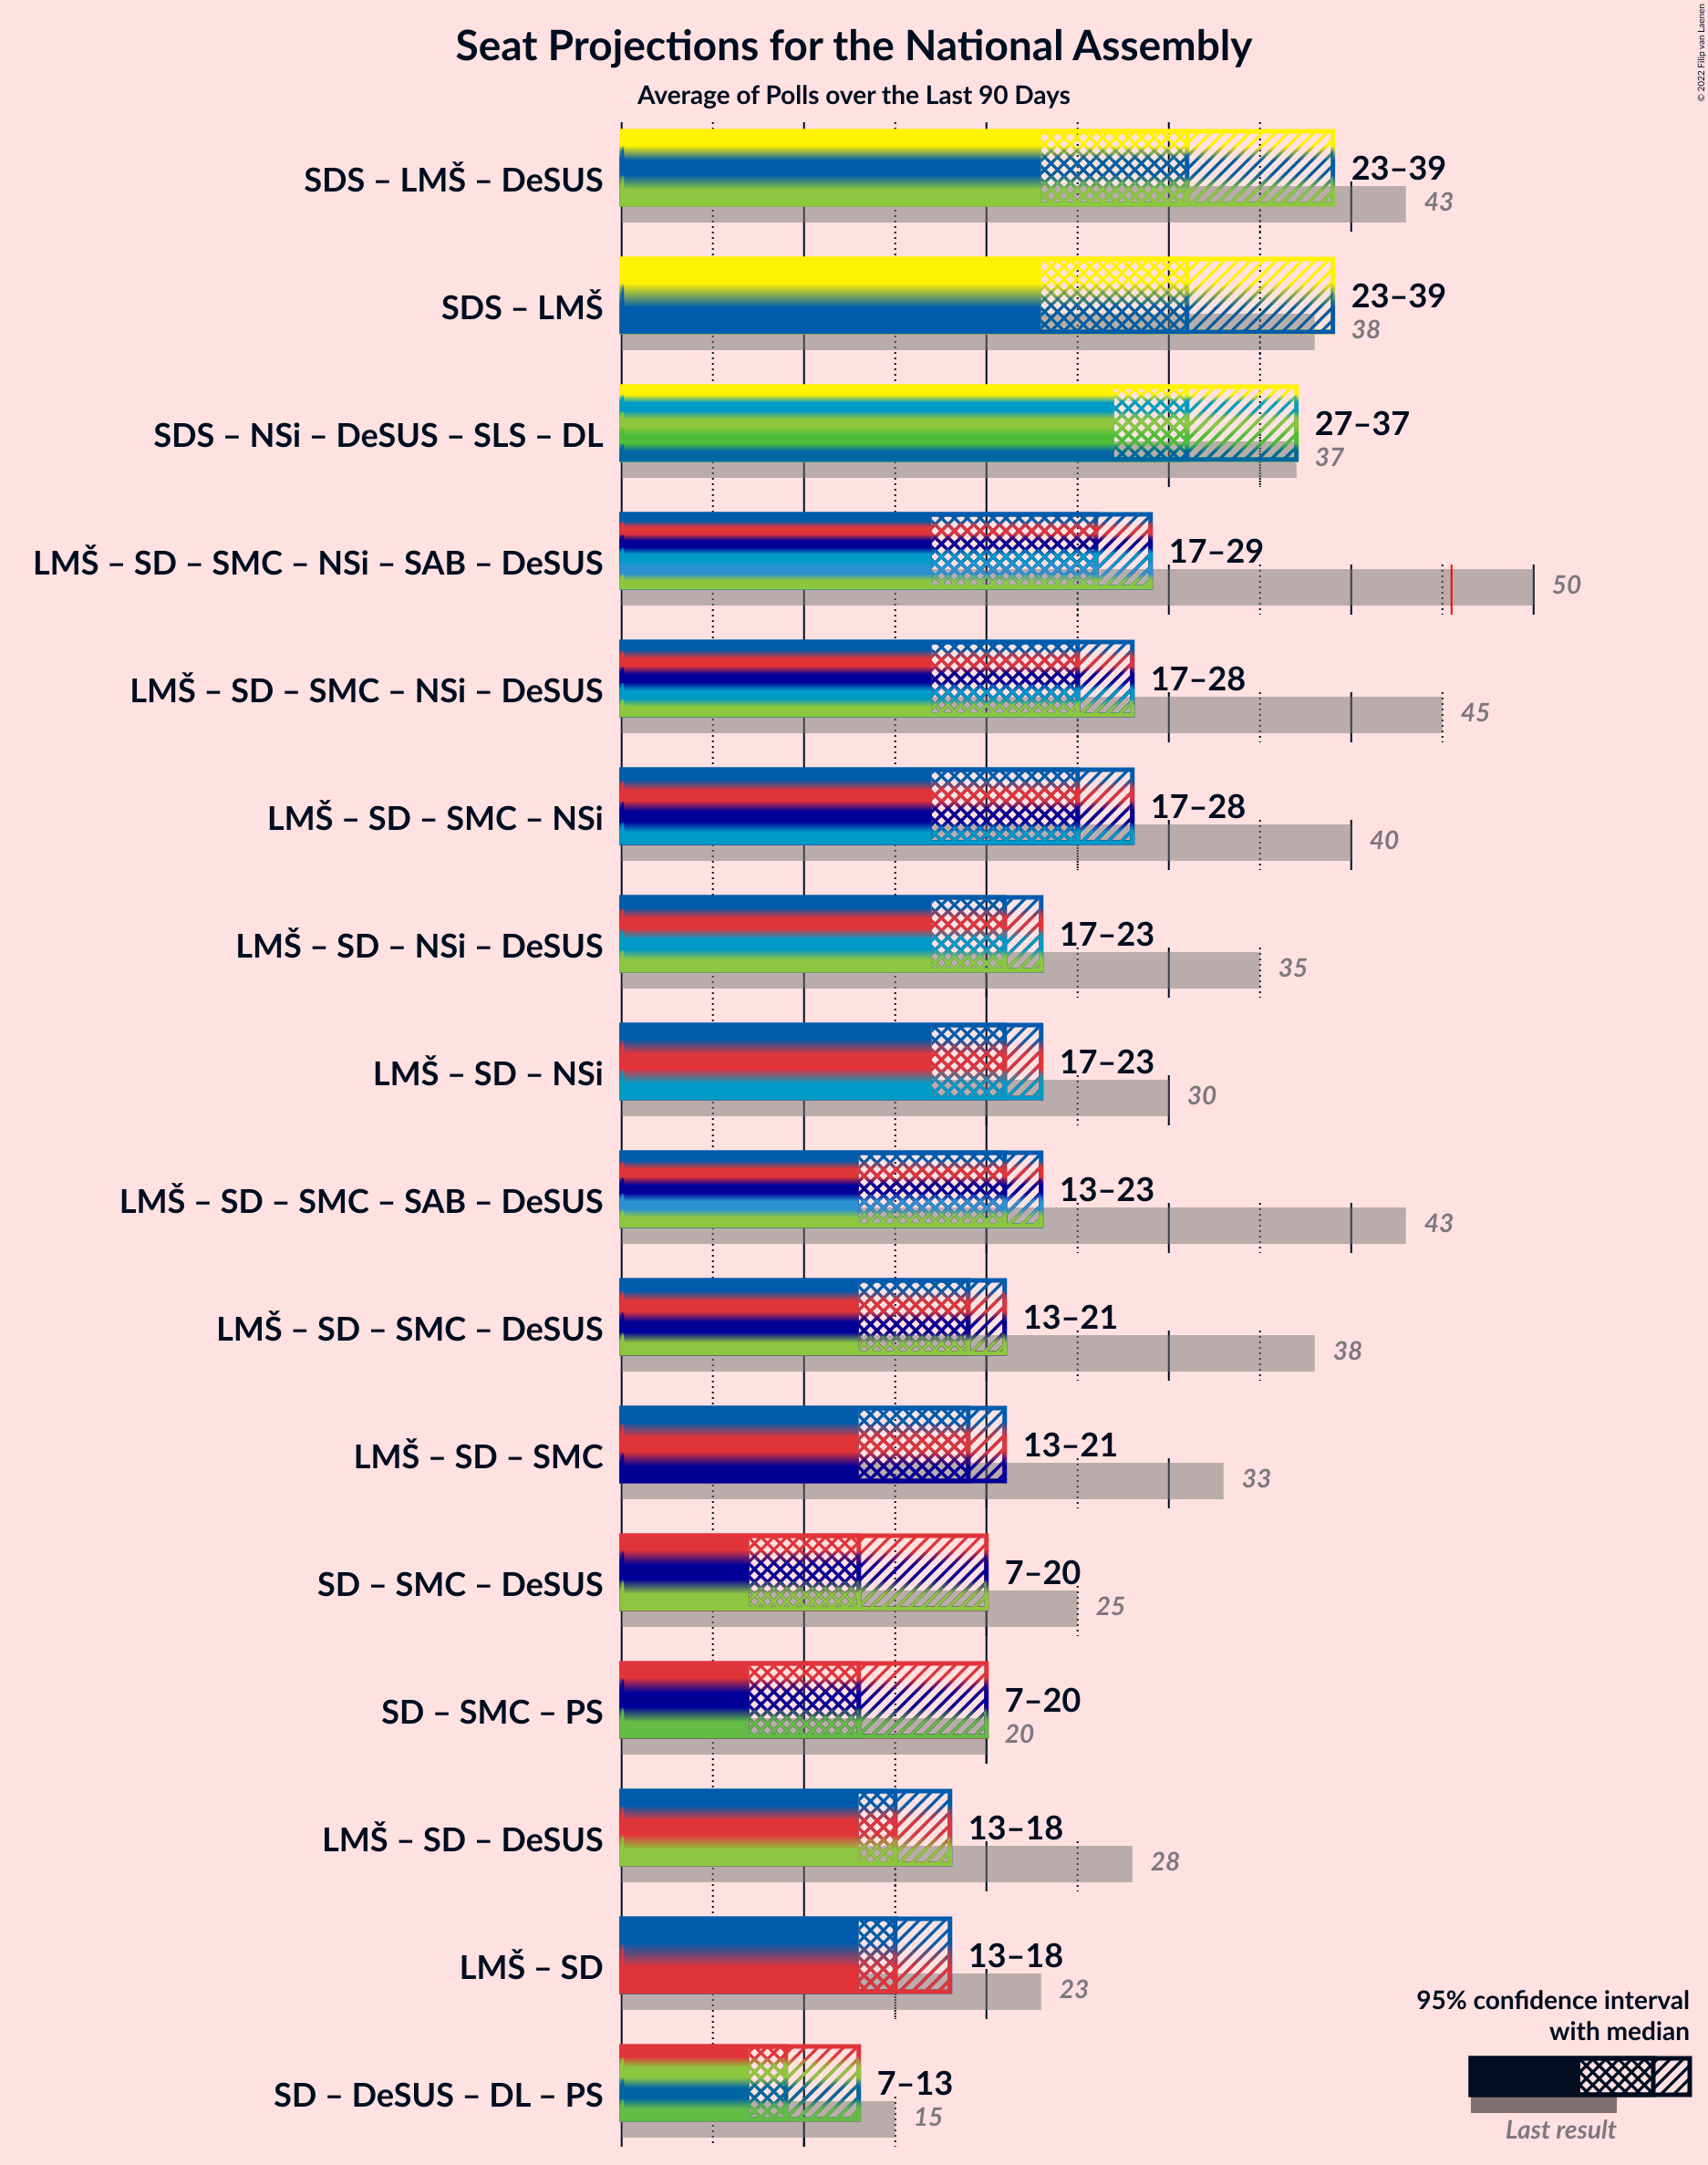 Seat Projections for the National Assembly
Average of Polls over the Last 90 Days
© 2022 Filip van Laenen
SDS – LMŠ – DeSUS
23–39
43
SDS – LMŠ
23–39
38
SDS – NSi – DeSUS – SLS – DL
27–37
37
LMŠ – SD – SMC – NSi – SAB – DeSUS
17–29
50
LMŠ – SD – SMC – NSi – DeSUS
17–28
45
LMŠ – SD – SMC – NSi
17–28
40
LMŠ – SD – NSi – DeSUS
17–23
35
LMŠ – SD – NSi
17–23
30
LMŠ – SD – SMC – SAB – DeSUS
13–23
43
LMŠ – SD – SMC – DeSUS
13–21
38
LMŠ – SD – SMC
13–21
33
SD – SMC – DeSUS
7–20
25
SD – SMC – PS
7–20
20
LMŠ – SD – DeSUS
13–18
28
LMŠ – SD
13–18
23
SD – DeSUS – DL – PS
7–13
15
95% confidence interval
with median
Last result